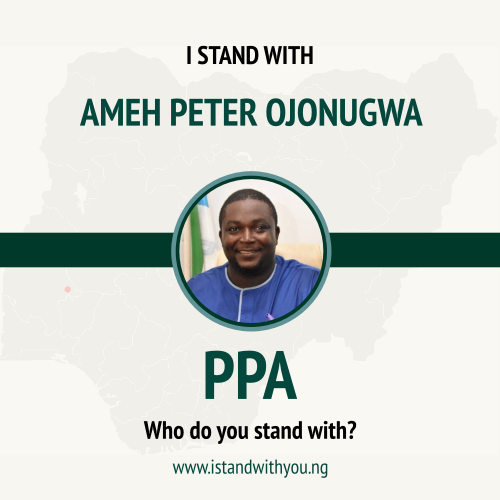 I STAND WITH
AMEH PETER OJONUGWA
PPA
Who do you stand with?
www.istandwithyou.ng